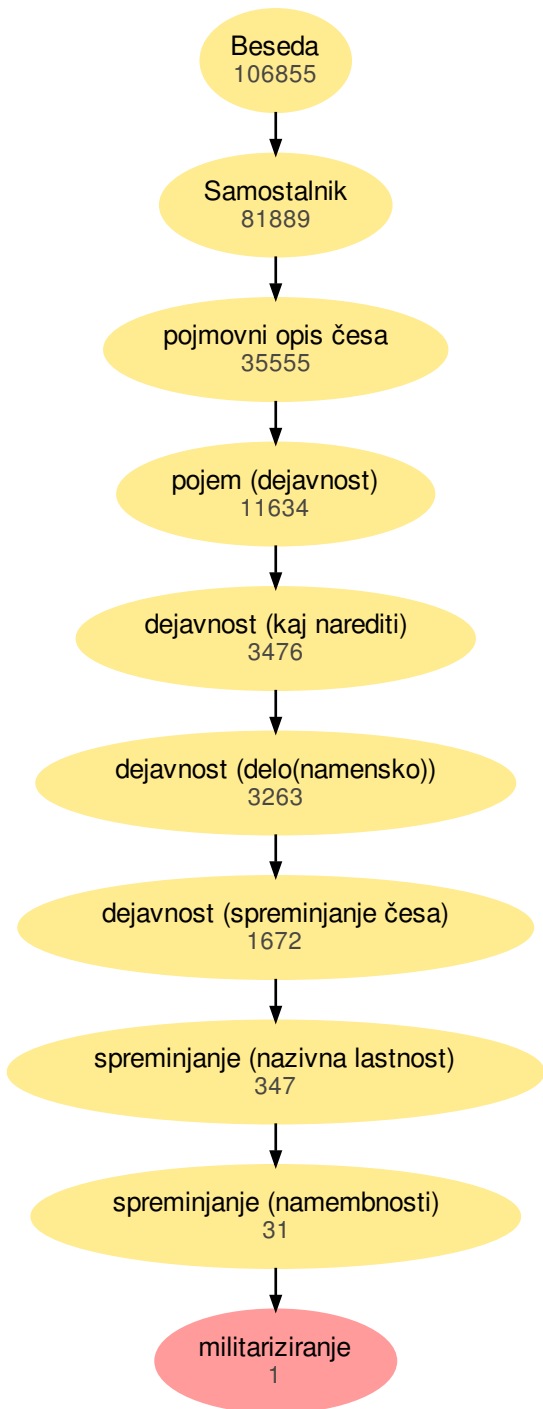 Beseda
106855
Samostalnik
81889
pojmovni opis česa
35555
pojem (dejavnost)
11634
dejavnost (kaj narediti)
3476
dejavnost (delo(namensko))
3263
dejavnost (spreminjanje česa)
1672
spreminjanje (nazivna lastnost)
347
spreminjanje (namembnosti)
31
militariziranje
1